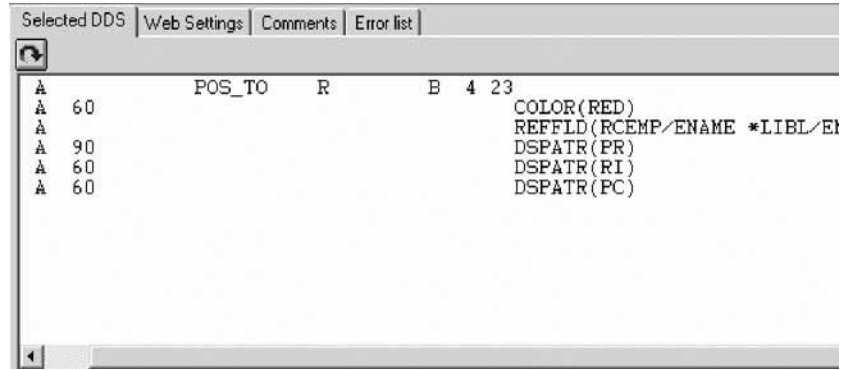 Selected DDS Web Settings Comments Error list
A POS_TO R B 4 23
A 60 COLOR(RED)
A REFFLD(RCEMP/ENAME *LIBL/
A 90 DSPATR(PR)
A 60 DSPATR(RI)
A 60 DSPATR(PC)